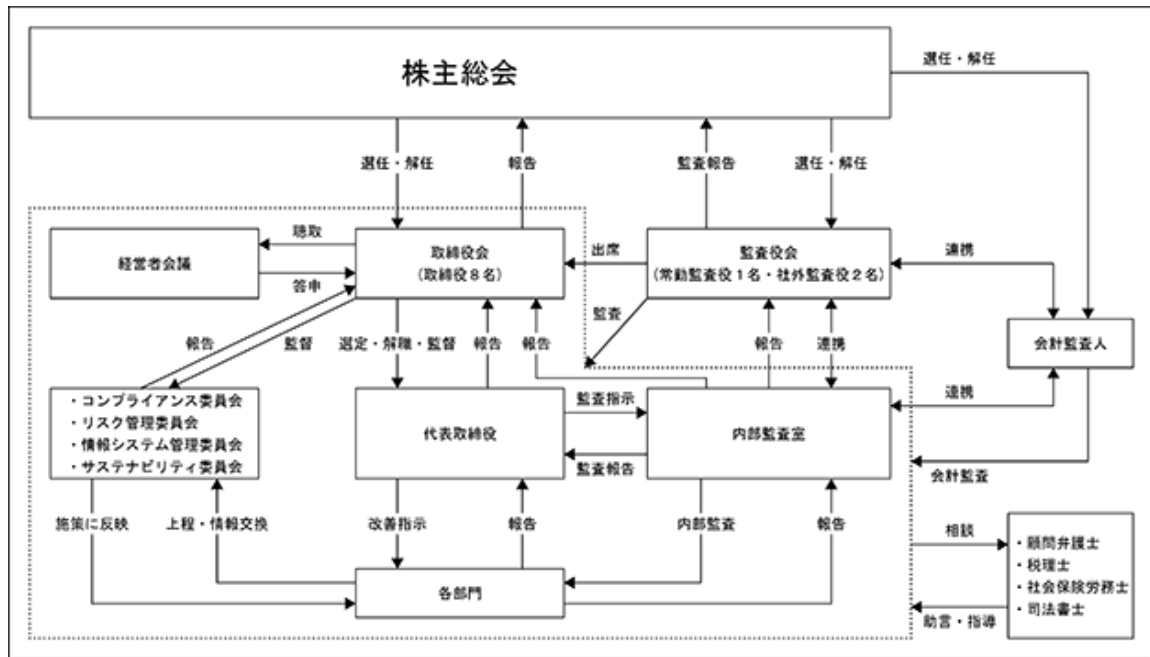 株主総会
選任・解任
選任・解任
報告
監査報告
選任・解任
経営者会議
聴取
答申
取締役会
(取締役8名)
出席
監査役会
(常勤監査役1名・社外監査役2名)
連携
監査
報告
監督
選定・解職・監督
報告
報告
報告
連携
会計監査人
・コンプライアンス委員会
・リスク管理委員会
・情報システム管理委員会
・サステナビリティ委員会
代表取締役
監査指示
監査報告
内部監査室
連携
会計監査
施策に反映
上程・情報交換
改善指示
報告
内部監査
報告
相談
・顧問弁護士
・税理士
・社会保険労務士
・司法書士
各部門
助言・指導